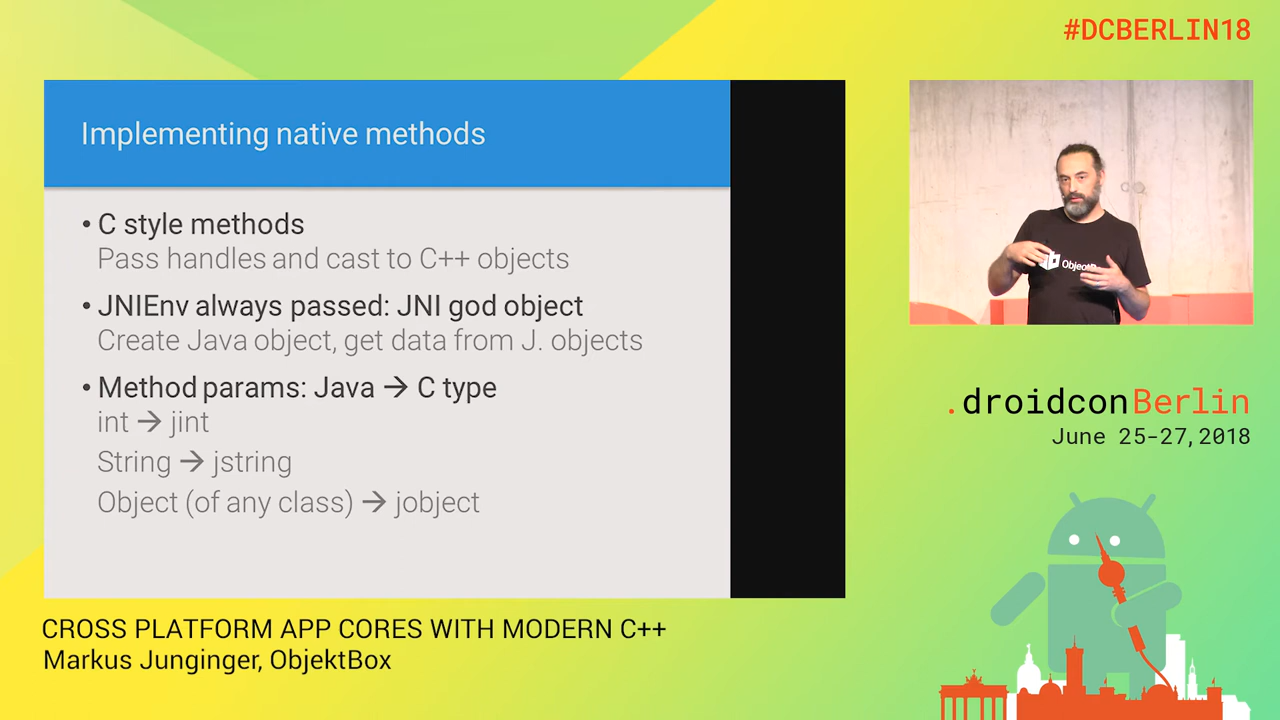 #DCBERLIN18
Implementing native methods
• C style methods
Pass handles and cast to C++ objects
• JNIEnv always passed: JNI god object
Create Java object, get data from J. objects
• Method params: Java → C type
int → jint
String → jstring
Object (of any class) → jobject
.droidconBerlin
June 25-27,2018
CROSS PLATFORM APP CORES WITH MODERN C++
Markus Junginger, ObjektBox